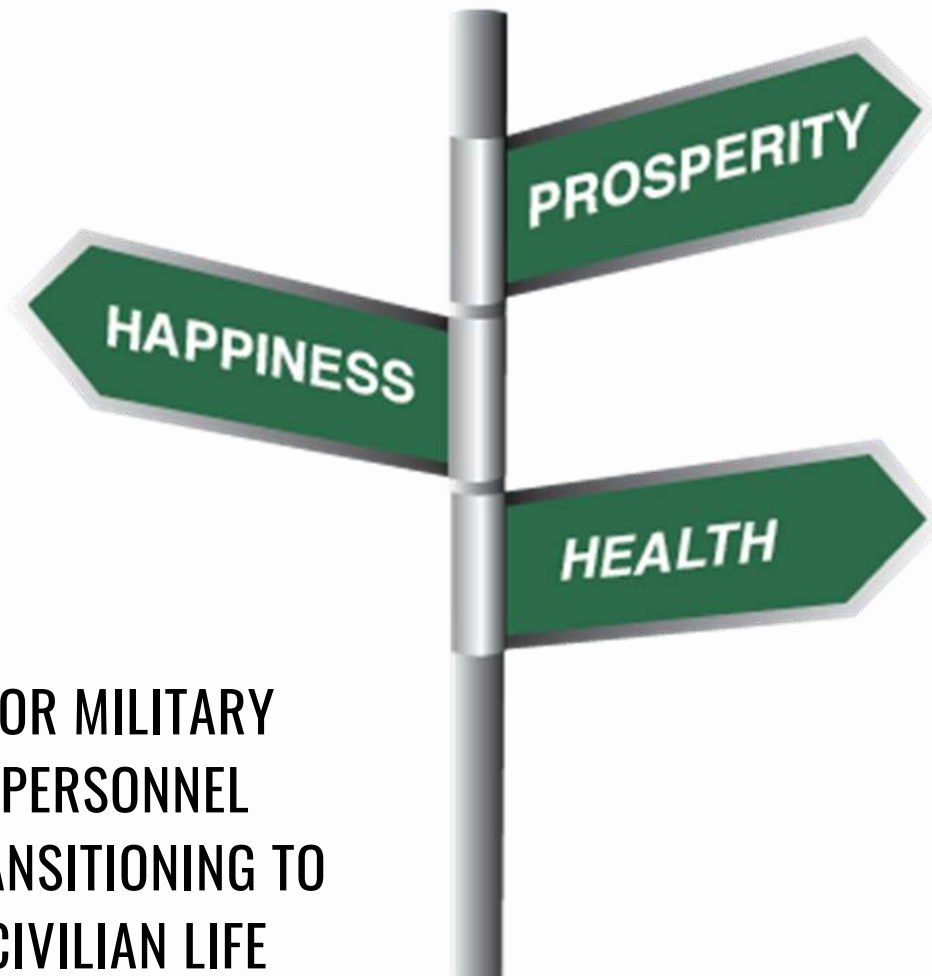 PROSPERITY
HAPPINESS
HEALTH
OR MILITARY
PERSONNEL
ANSITIONING TO
CIVILIAN LIFE